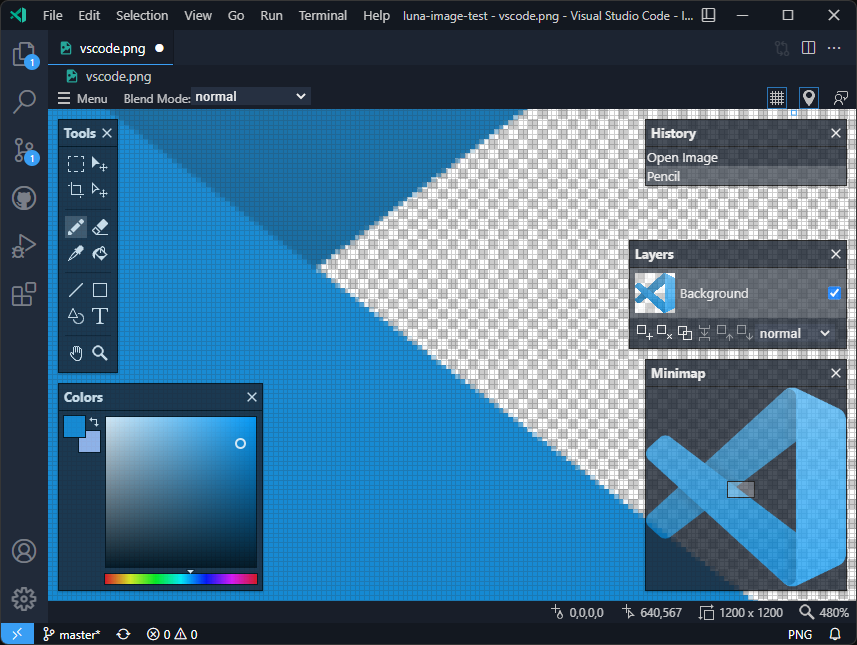 File Edit Selection View Go Run Terminal Help luna-image-test - vscode.png - Visual Studio Code - I...
vscode.png
vscode.png
Menu Blend Mode: normal
Tools
History
Open Image
Pencil
Layers
Background
normal
Minimap
Colors
0,0,0,0 640,567 1200 x 1200 480%
master* 0 0 PNG
1
1
T